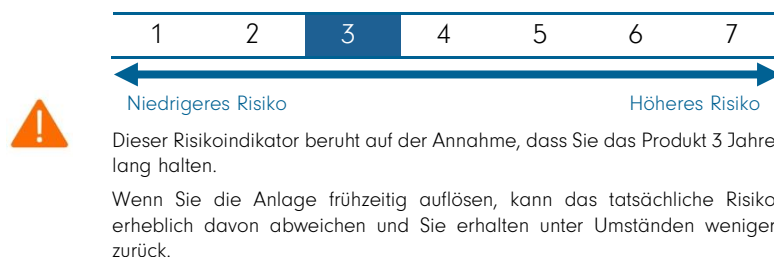 1 2 3 4 5 6 7
Niedrigeres Risiko Höheres Risiko
Dieser Risikoindikator beruht auf der Annahme, dass Sie das Produkt 3 Jahre
lang halten.
Wenn Sie die Anlage frühzeitig auflösen, kann das tatsächliche Risiko
erheblich davon abweichen und Sie erhalten unter Umständen weniger
zurück.